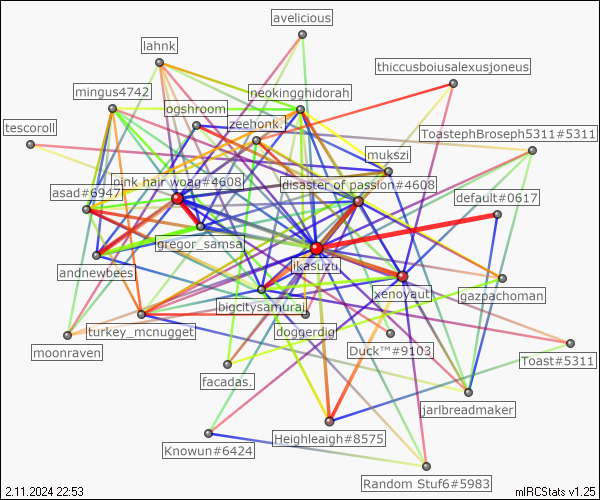 avelicious
lahnk
thiccusboiusalexusjoneus
mingus4742
neokingghidorah
ogshroom
zeehonk.
tescoroll
ToastephBroseph5311#5311
mukszi
pink hair woag#4608
disaster of passion#4608
asad#6947
default#0617
gregor_samsa
jkasuzu
andnewbees
xenovaut
gazpachoman
bigcitysamurai
turkey_mcnugget
doggerdig
moonraven
Duck™#9103
Toast#5311
facadas.
jarlbreadmaker
Heighleaigh#8575
Knowun#6424
Random Stuf6#5983
2.11.2024 22:53
mIRCStats v1.25